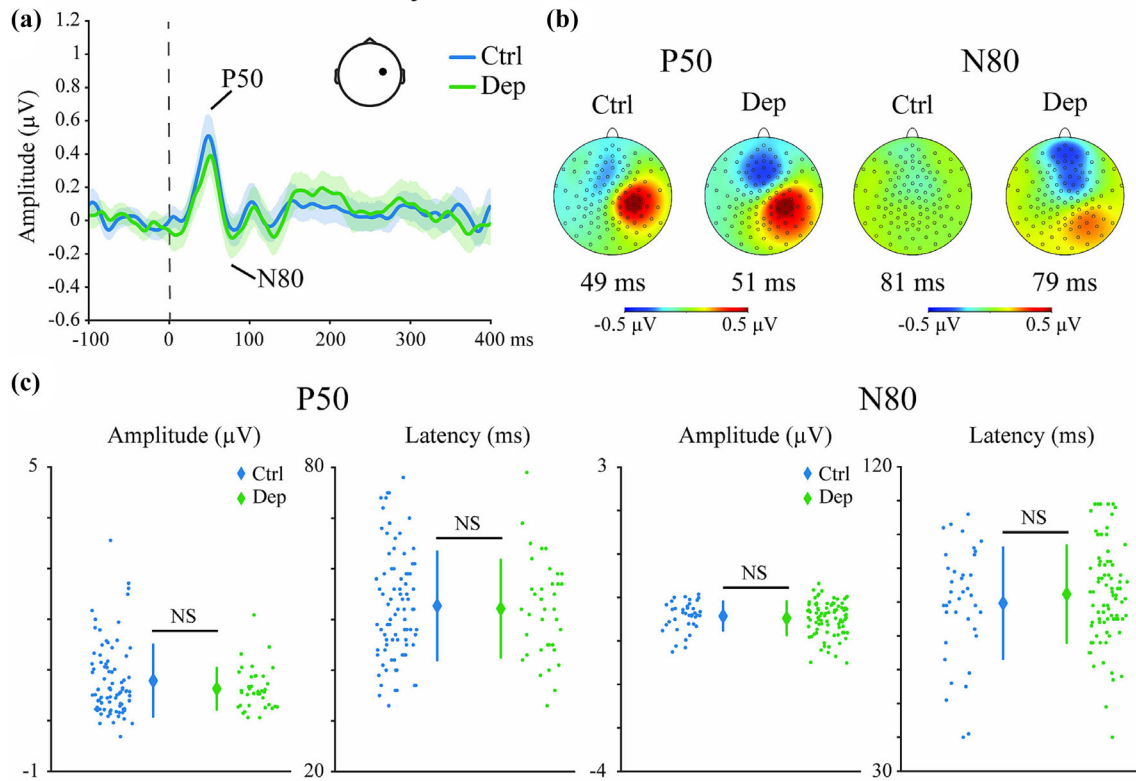 (a)
Amplitude (µV)
1.2
1
0.8
0.6
0.4
0.2
0
-0.2
-0.4
-0.6
-100
0
100
200
300
400 ms
P50
N80
Ctrl
Dep
(b)
P50
N80
Ctrl
Dep
Ctrl
Dep
49 ms
51 ms
81 ms
79 ms
-0.5 µV
0.5 µV
-0.5 µV
0.5 µV
(c)
P50
N80
Amplitude (µV)
5
-1
Ctrl
Dep
NS
Latency (ms)
80
20
NS
Amplitude (µV)
3
-4
Ctrl
Dep
NS
Latency (ms)
120
30
NS